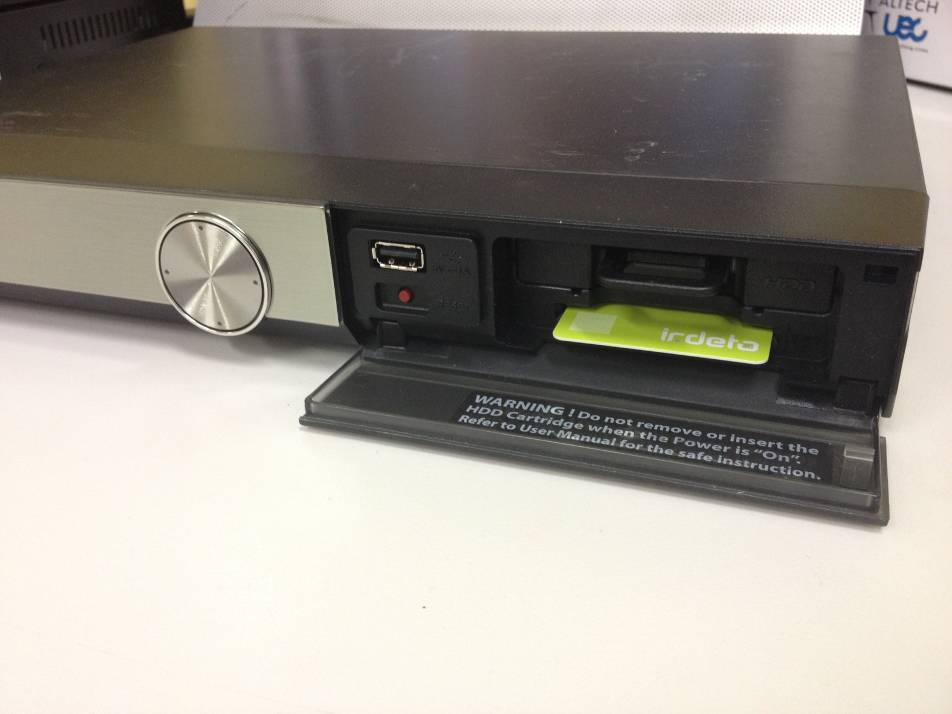 ALTECH
UEC
HDD
irdeto
WARNING ! Do not remove or insert the
HDD Cartridge when the Power is “On”.
Refer to User Manual for the safe instruction.